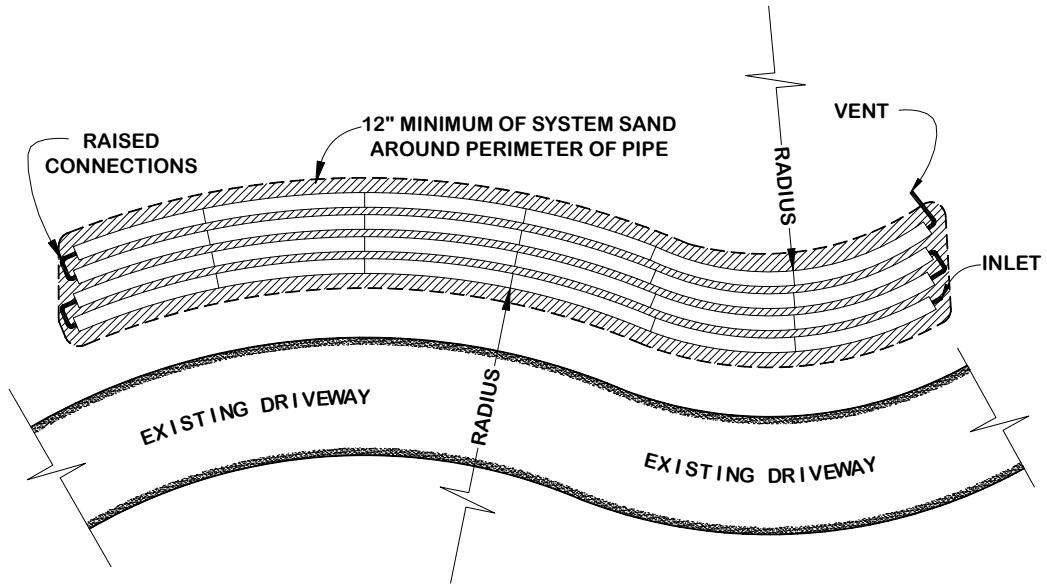 12" MINIMUM OF SYSTEM SAND
AROUND PERIMETER OF PIPE
VENT
RAISED
CONNECTIONS
RADIUS
INLET
RADIUS
EXISTING DRIVEWAY
EXISTING DRIVEWAY